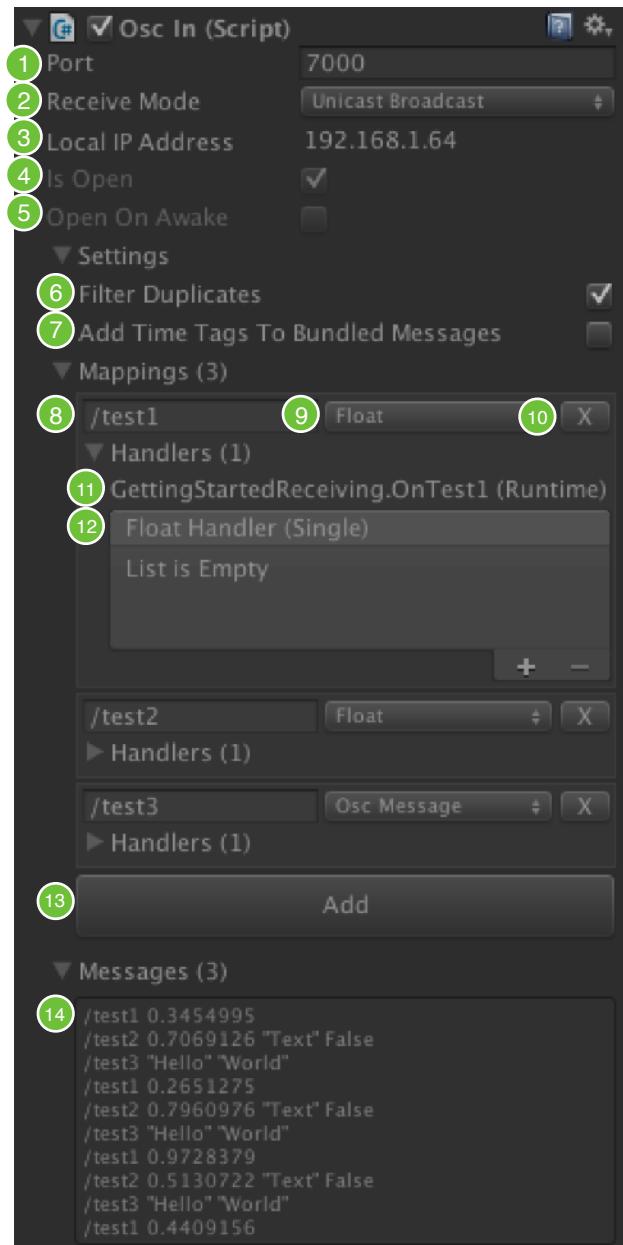 Osc In (Script)
1 Port 7000
2 Receive Mode Unicast Broadcast
3 Local IP Address 192.168.1.64
4 Is Open
5 Open On Awake
Settings
6 Filter Duplicates
7 Add Time Tags To Bundled Messages
Mappings (3)
8 /test1 9 Float 10 X
Handlers (1)
11 GettingStartedReceiving.OnTest1 (Runtime)
12 Float Handler (Single)
List is Empty
+ −
/test2 Float X
Handlers (1)
/test3 Osc Message X
Handlers (1)
13 Add
Messages (3)
14 /test1 0.3454995
/test2 0.7069126 "Text" False
/test3 "Hello" "World"
/test1 0.2651275
/test2 0.7960976 "Text" False
/test3 "Hello" "World"
/test1 0.9728379
/test2 0.5130722 "Text" False
/test3 "Hello" "World"
/test1 0.4409156